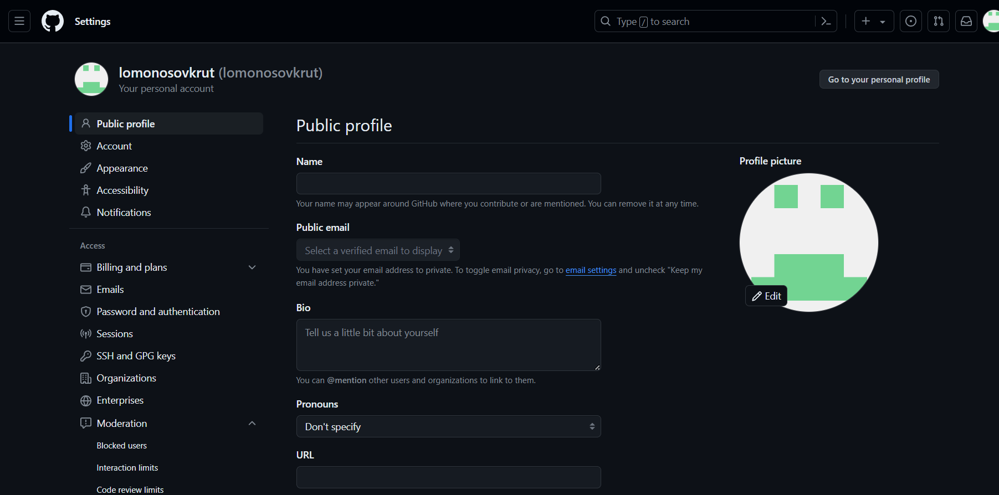 Settings
Type / to search
lomonosovkrut (lomonosovkrut)
Your personal account
Go to your personal profile
Public profile
Account
Appearance
Accessibility
Notifications
Access
Billing and plans
Emails
Password and authentication
Sessions
SSH and GPG keys
Organizations
Enterprises
Moderation
Blocked users
Interaction limits
Code review limits
Public profile
Name
Your name may appear around GitHub where you contribute or are mentioned. You can remove it at any time.
Public email
Select a verified email to display
You have set your email address to private. To toggle email privacy, go to email settings and uncheck "Keep my
email address private."
Bio
Tell us a little bit about yourself
You can @mention other users and organizations to link to them.
Pronouns
Don't specify
URL
Profile picture
Edit